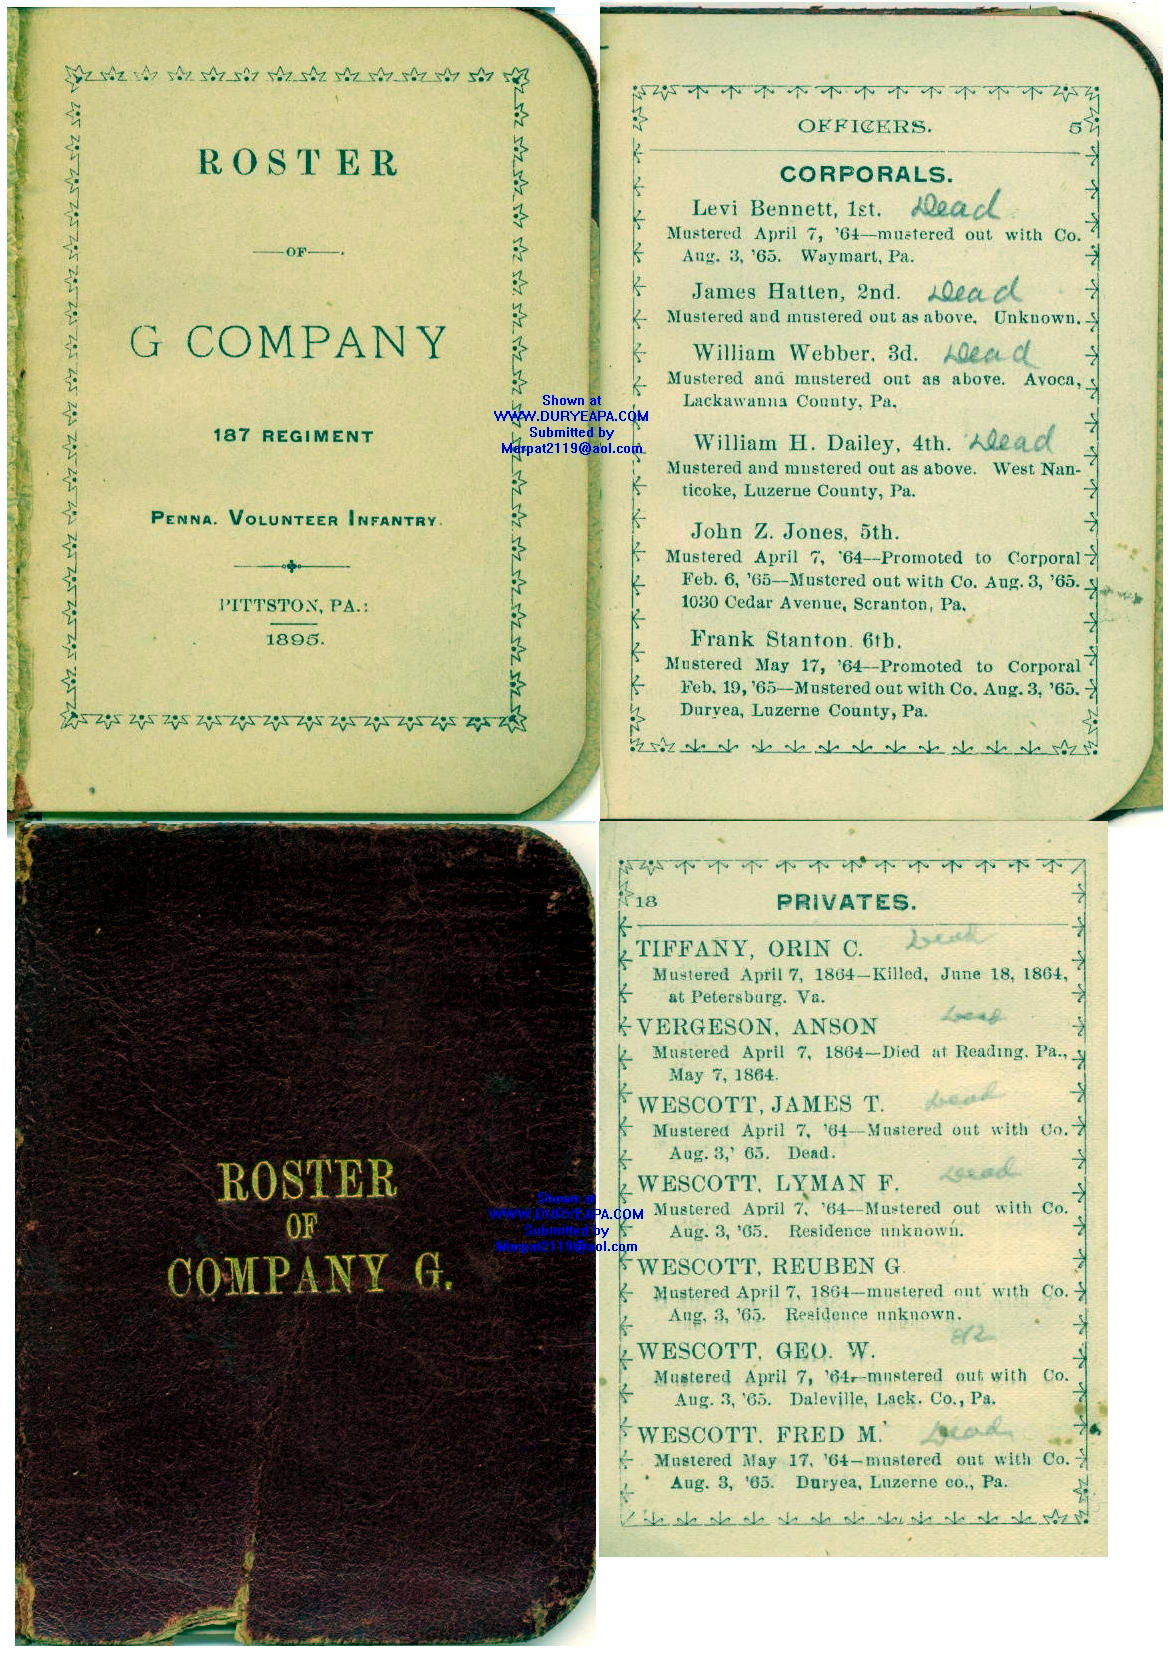 ROSTER
—OF—.
G COMPANY
187 REGIMENT
PENNA. VOLUNTEER INFANTRY.
PITTSTON, PA.:
1895.
OFFICERS. 5
CORPORALS.
Levi Bennett, 1st. Dead
Mustered April 7, '64—mustered out with Co.
Aug. 3, '65. Waymart, Pa.
James Hatten, 2nd. Dead
Mustered and mustered out as above. Unknown.
William Webber. 3d. Dead
Mustered and mustered out as above. Avoca,
Lackawanna County, Pa.
William H. Dailey, 4th. Dead
Mustered and mustered out as above. West Nan-
ticoke, Luzerne County, Pa.
John Z. Jones, 5th.
Mustered April 7, '64—Promoted to Corporal
Feb. 6, '65—Mustered out with Co. Aug. 3, '65.
1030 Cedar Avenue, Scranton, Pa.
Frank Stanton. 6th.
Mustered May 17, '64—Promoted to Corporal
Feb. 19, '65—Mustered out with Co. Aug. 3, '65.
Duryea, Luzerne County, Pa.
Shown at
WWW.DURYEAPA.COM
Submitted by
Merpat2119@aol.com
ROSTER
OF
COMPANY G.
Shown at
WWW.DURYEAPA.COM
Submitted by
Merpat2119@aol.com
18 PRIVATES.
TIFFANY, ORIN C. Dead
Mustered April 7, 1864—Killed, June 18, 1864,
at Petersburg. Va.
VERGESON, ANSON Dead
Mustered April 7, 1864—Died at Reading. Pa.,
May 7, 1864.
WESCOTT, JAMES T. Dead
Mustered April 7, '64—Mustered out with Co.
Aug. 3,' 65. Dead.
WESCOTT, LYMAN F. Dead
Mustered April 7, '64—Mustered out with Co.
Aug. 3, '65. Residence unknown.
WESCOTT, REUBEN G.
Mustered April 7, 1864—mustered out with Co.
Aug. 3, '65. Residence unknown.
WESCOTT, GEO. W.
Mustered April 7, '64—mustered out with Co.
Aug. 3, '65. Daleville, Lack. Co., Pa.
WESCOTT, FRED M. Dead
Mustered May 17, '64—mustered out with Co.
Aug. 3, '65. Duryea, Luzerne co., Pa.